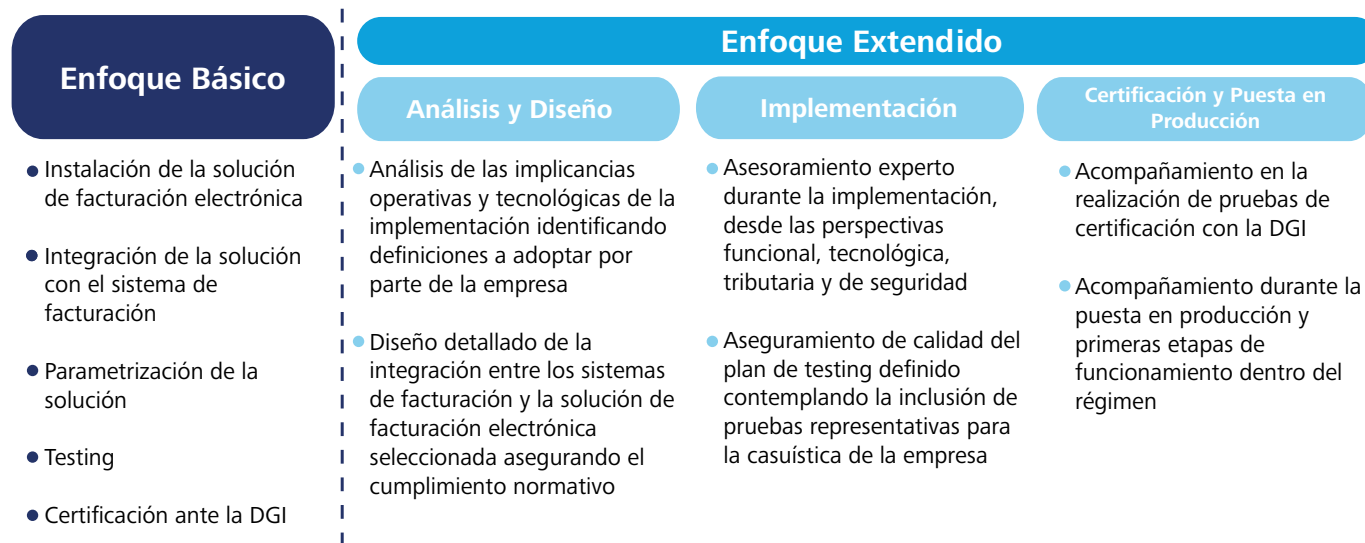 Enfoque Básico
Instalación de la solución
de facturación electrónica
Integración de la solución
con el sistema de
facturación
Parametrización de la
solución
Testing
Certificación ante la DGI
Enfoque Extendido
Análisis y Diseño
Análisis de las implicancias
operativas y tecnológicas de la
implementación identificando
definiciones a adoptar por
parte de la empresa
Diseño detallado de la
integración entre los sistemas
de facturación y la solución de
facturación electrónica
seleccionada asegurando el
cumplimiento normativo
Implementación
Asesoramiento experto
durante la implementación,
desde las perspectivas
funcional, tecnológica,
tributaria y de seguridad
Aseguramiento de calidad del
plan de testing definido
contemplando la inclusión de
pruebas representativas para
la casuística de la empresa
Certificación y Puesta en
Producción
Acompañamiento en la
realización de pruebas de
certificación con la DGI
Acompañamiento durante la
puesta en producción y
primeras etapas de
funcionamiento dentro del
régimen